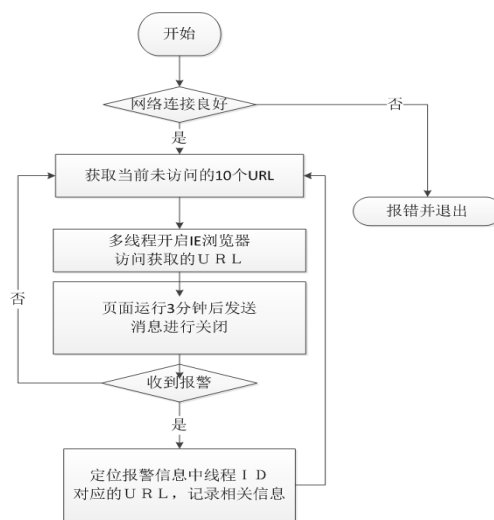 开始
网络连接良好
否
是
获取当前未访问的10个URL
报错并退出
多线程开启IE浏览器
访问获取的ＵＲＬ
否
页面运行3分钟后发送
消息进行关闭
收到报警
是
定位报警信息中线程ＩＤ
对应的ＵＲＬ，记录相关信息